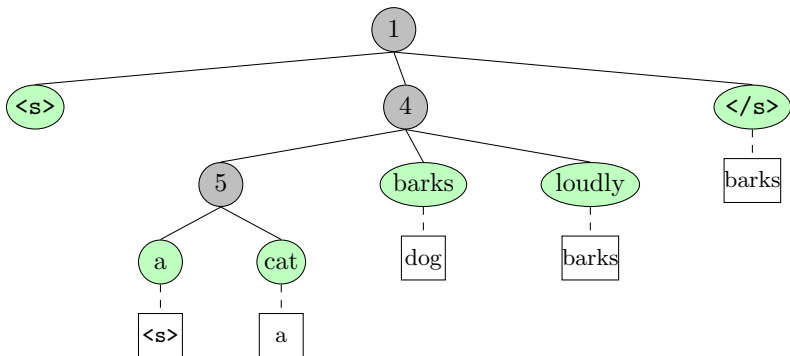 1
<s> 4 </s>
5 barks loudly barks
a cat dog barks
<s> a